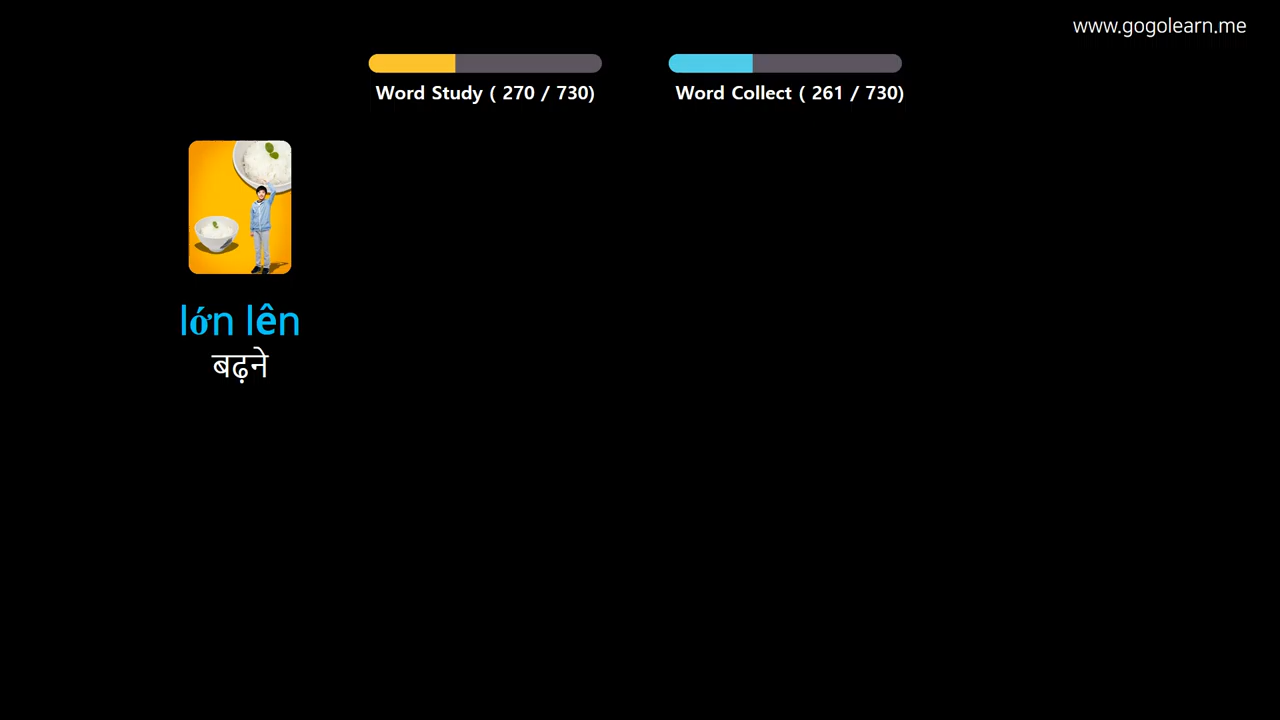 www.gogolearn.me
Word Study ( 270 / 730)
Word Collect ( 261 / 730)
lớn lên
बढ़ने